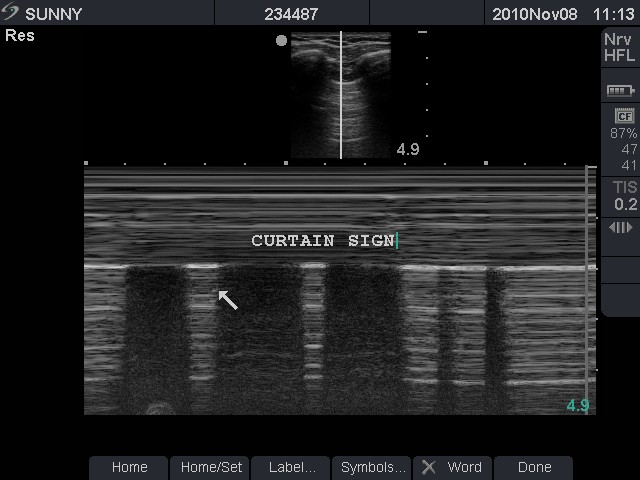 SUNNY 234487 2010Nov08 11:13
Res
Nrv
HFL
CF
87%
47
41
TIS
0.2
4.9
CURTAIN SIGN
4.9
Home Home/Set Label... Symbols... Word Done